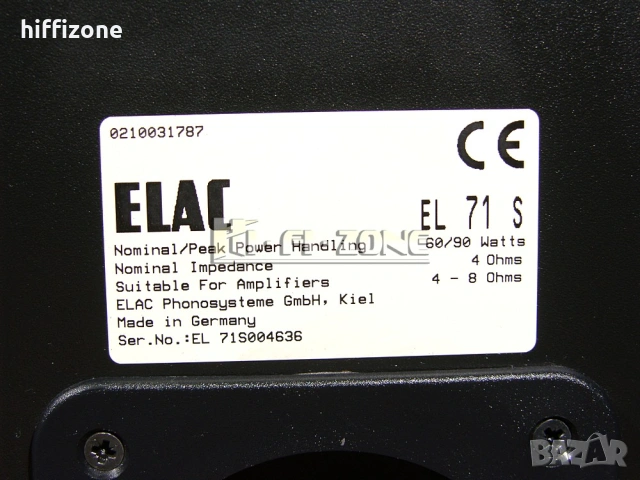 hiffizone
0210031787
CE
ELAC
EL 71 S
HI-FI-ZONE
Nominal/Peak Power Handling 60/90 Watts
Nominal Impedance 4 Ohms
Suitable For Amplifiers 4 - 8 Ohms
ELAC Phonosysteme GmbH, Kiel
Made in Germany
Ser.No.:EL 71S004636
BAZAR